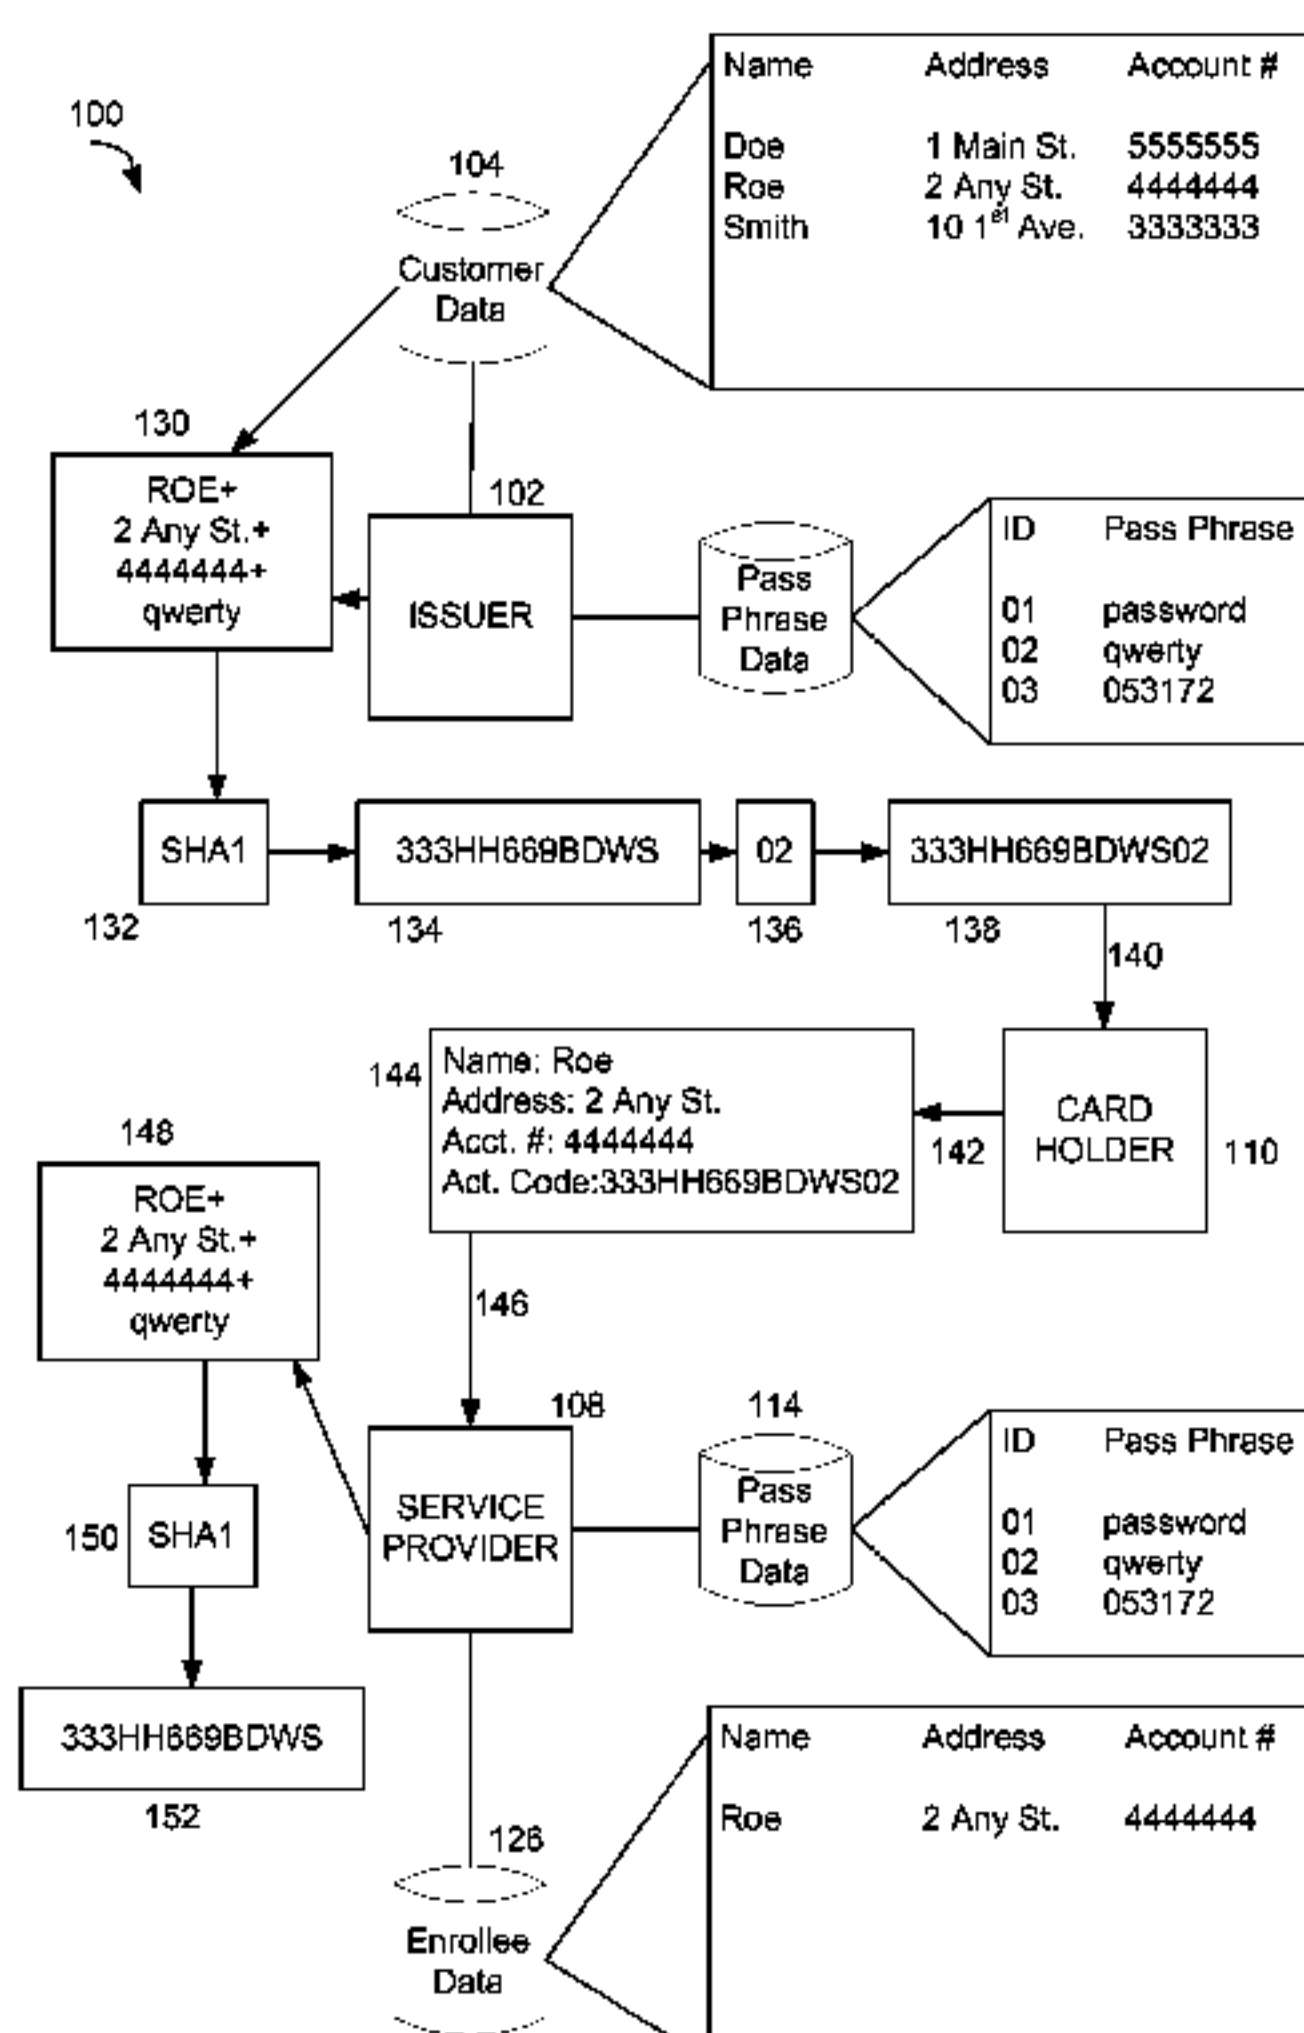 Name Address Account #
100
Doe 1 Main St. 5555555
104
Roe 2 Any St. 4444444
Smith 10 1st Ave. 3333333
Customer
Data
130
ROE+
2 Any St.+
4444444+
qwerty
102
ISSUER
Pass
Phrase
Data
ID Pass Phrase
01 password
02 qwerty
03 053172
SHA1
333HH669BDWS
02
333HH669BDWS02
132
134
136
138
140
144
Name: Roe
Address: 2 Any St.
Acct. #: 4444444
Act. Code:333HH669BDWS02
142
CARD
HOLDER
110
148
ROE+
2 Any St.+
4444444+
qwerty
146
108
114
SERVICE
PROVIDER
Pass
Phrase
Data
ID Pass Phrase
01 password
02 qwerty
03 053172
150
SHA1
333HH669BDWS
152
Name Address Account #
Roe 2 Any St. 4444444
126
Enrollee
Data